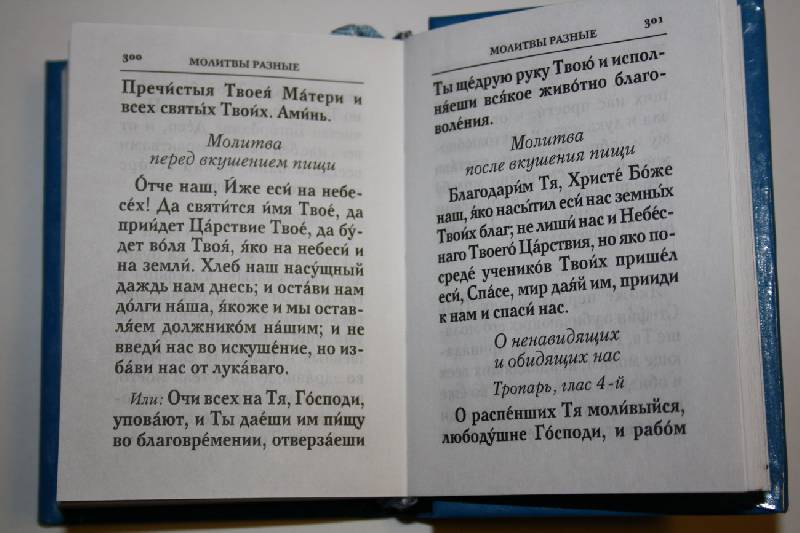 300
МОЛИТВЫ РАЗНЫЕ
Пречи́стыя Твоея́ Ма́тери и
всех святы́х Твои́х. Ами́нь.
Молитва
перед вкушением пищи
О́тче наш, И́же еси́ на небе-
се́х! Да святи́тся и́мя Твое́, да
прии́дет Ца́рствие Твое́, да бу́-
дет во́ля Твоя́, я́ко на небеси́ и
на земли́. Хлеб наш насу́щный
даждь нам днесь; и оста́ви нам
до́лги на́ша, я́коже и мы остав-
ля́ем должнико́м на́шим; и не
введи́ нас во искуше́ние, но из-
ба́ви нас от лука́ваго.
Или: О́чи всех на Тя, Го́споди,
упова́ют, и Ты дае́ши им пи́щу
во благовре́мении, отверза́еши
301
МОЛИТВЫ РАЗНЫЕ
Ты ще́друю ру́ку Твою́ и испол-
ня́еши вся́кое живо́тно благо-
воле́ния.
Молитва
после вкушения пищи
Благодари́м Тя, Христе́ Бо́же
наш, я́ко насы́тил еси́ нас земны́х
Твои́х благ; не лиши́ нас и Небе́с-
наго Твоего́ Ца́рствия, но я́ко по-
среде́ ученико́в Твои́х прише́л
еси́, Спа́се, мир дая́й им, прииди́
к нам и спаси́ нас.
О ненавидящих
и обидящих нас
Тропарь, глас 4-й
О распе́нших Тя моли́выйся,
любоду́шне Го́споди, и рабо́м